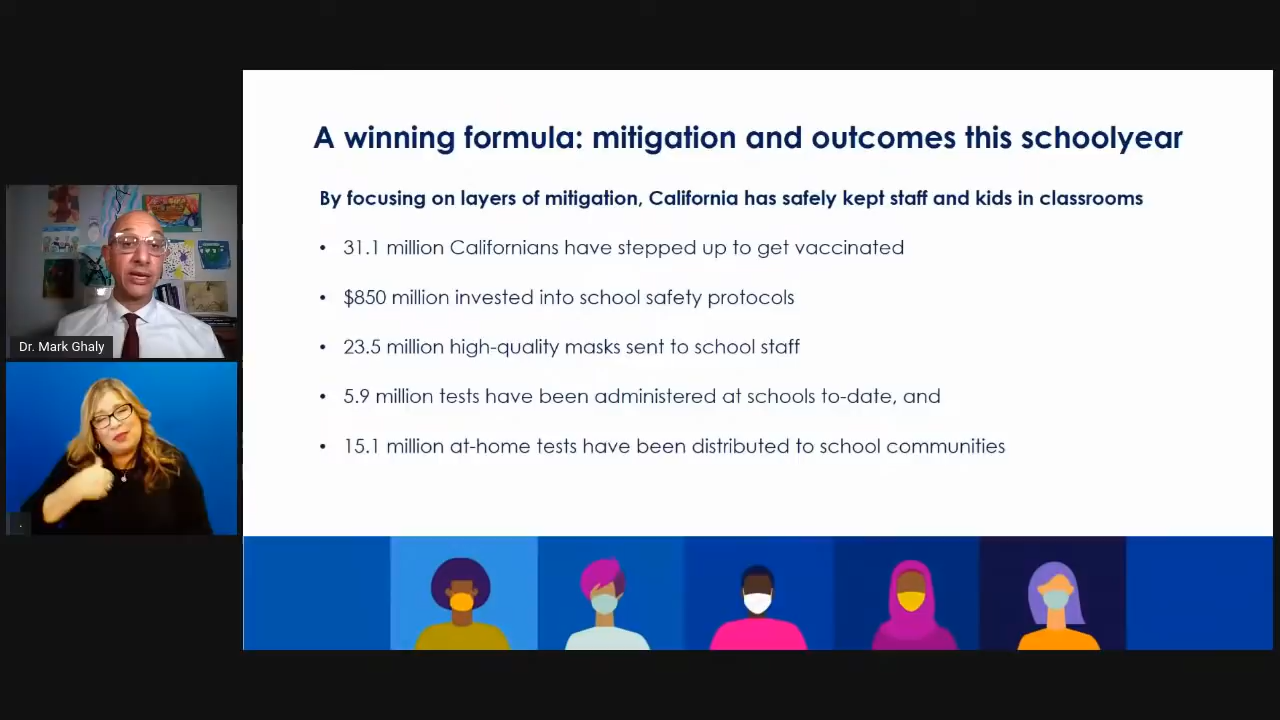 A winning formula: mitigation and outcomes this schoolyear
By focusing on layers of mitigation, California has safely kept staff and kids in classrooms
• 31.1 million Californians have stepped up to get vaccinated
• $850 million invested into school safety protocols
• 23.5 million high-quality masks sent to school staff
• 5.9 million tests have been administered at schools to-date, and
• 15.1 million at-home tests have been distributed to school communities
Dr. Mark Ghaly
.